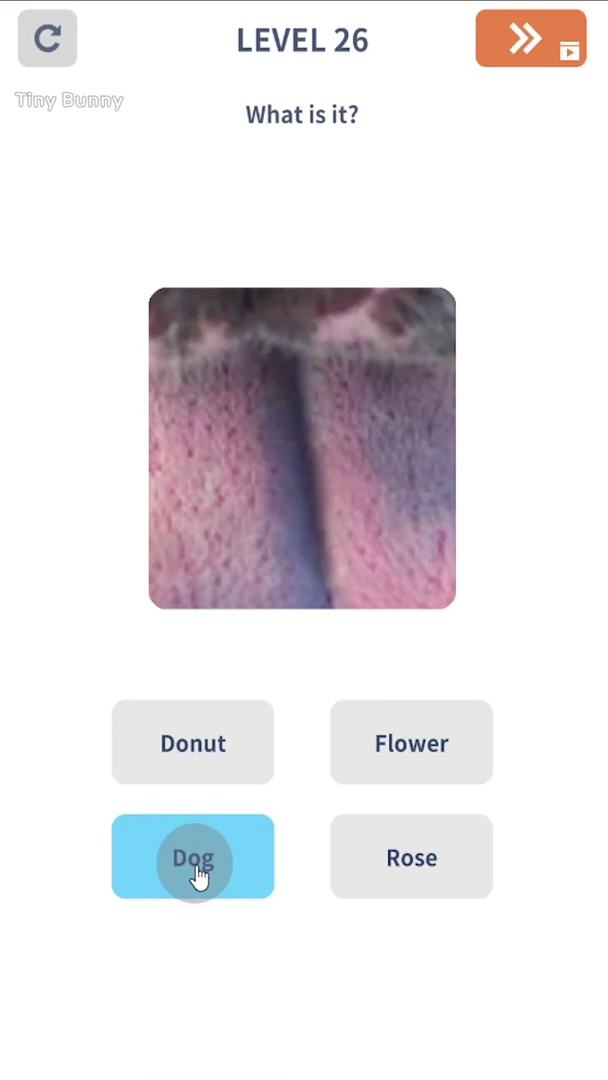 LEVEL 26
Tiny Bunny
What is it?
Donut
Flower
Dog
Rose